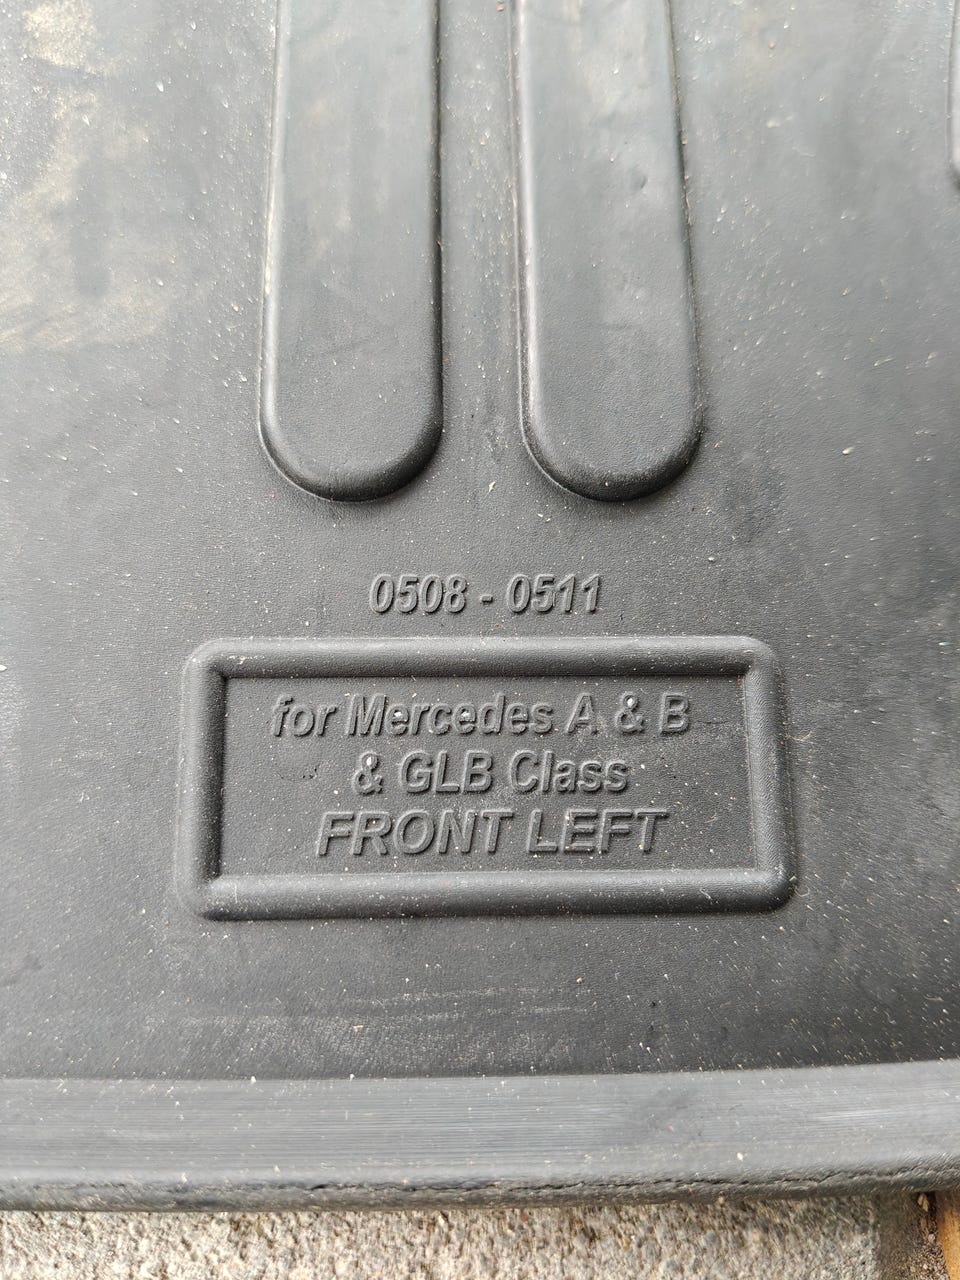 0508 - 0511
for Mercedes A & B
& GLB Class
FRONT LEFT